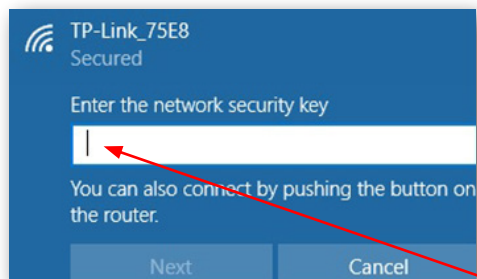 TP-Link_75E8
Secured
Enter the network security key
You can also connect by pushing the button on
the router.
Next Cancel